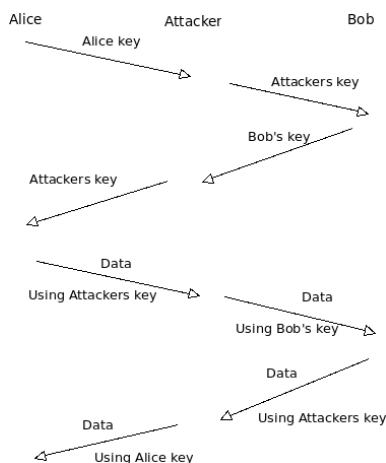 Alice
Attacker
Bob
Alice key
Attackers key
Bob's key
Attackers key
Data
Using Attackers key
Data
Using Bob's key
Data
Using Attackers key
Data
Using Alice key